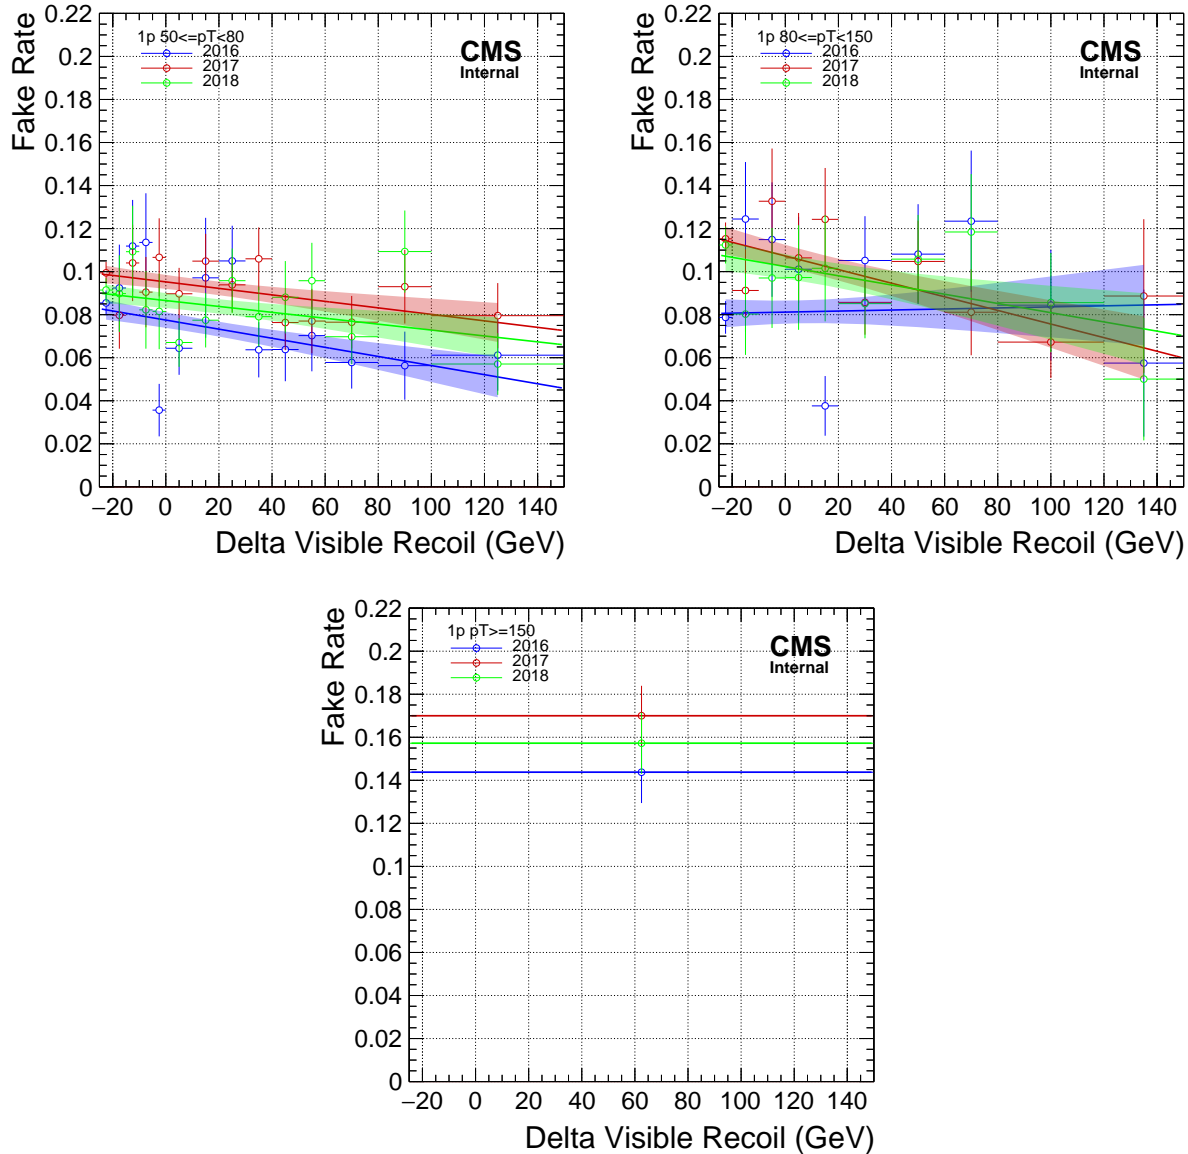 Fake Rate
0.22
0.2
0.18
0.16
0.14
0.12
0.1
0.08
0.06
0.04
0.02
0
1p 50<=pT<80
2016
2017
2018
CMS
Internal
−20 0 20 40 60 80 100 120 140
Delta Visible Recoil (GeV)
Fake Rate
0.22
0.2
0.18
0.16
0.14
0.12
0.1
0.08
0.06
0.04
0.02
0
1p 80<=pT<150
2016
2017
2018
CMS
Internal
−20 0 20 40 60 80 100 120 140
Delta Visible Recoil (GeV)
Fake Rate
0.22
0.2
0.18
0.16
0.14
0.12
0.1
0.08
0.06
0.04
0.02
0
1p pT>=150
2016
2017
2018
CMS
Internal
−20 0 20 40 60 80 100 120 140
Delta Visible Recoil (GeV)